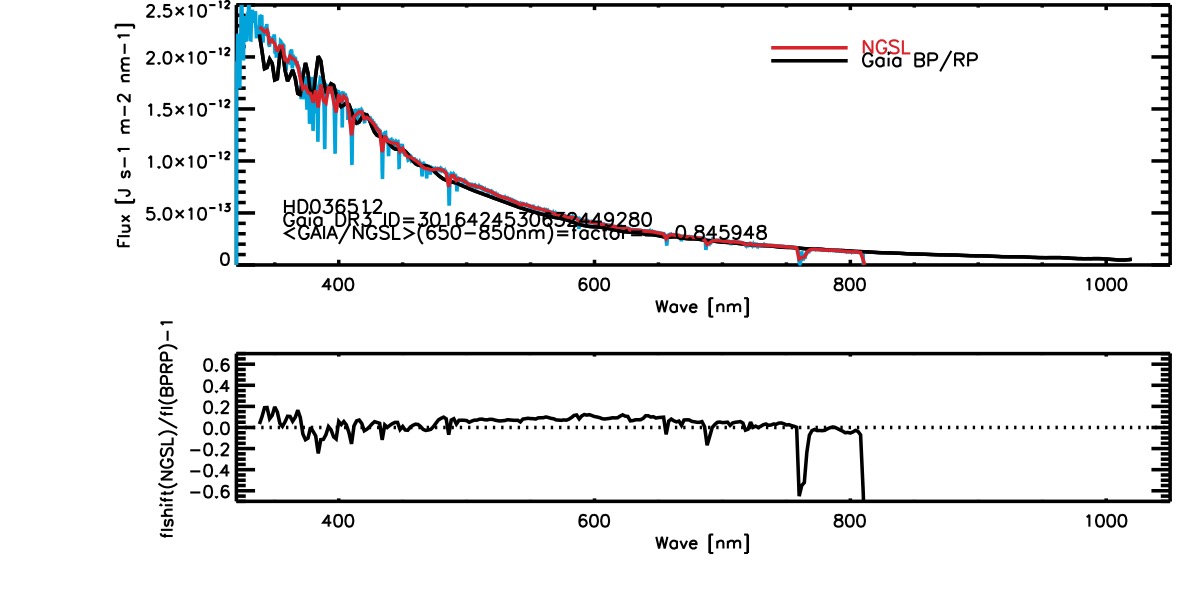 2.5×10−12
2.0×10−12
1.5×10−12
1.0×10−12
5.0×10−13
0
Flux [J s−1 m−2 nm−1]
NGSL
Gaia BP/RP
HD036512
Gaia DR3 ID=3016424530632449280
<GAIA/NGSL>(650−850nm)=factor= 0.845948
400 600 800 1000
Wave [nm]
flshift(NGSL)/fl(BPRP)−1
0.6
0.4
0.2
0.0
−0.2
−0.4
−0.6
400 600 800 1000
Wave [nm]